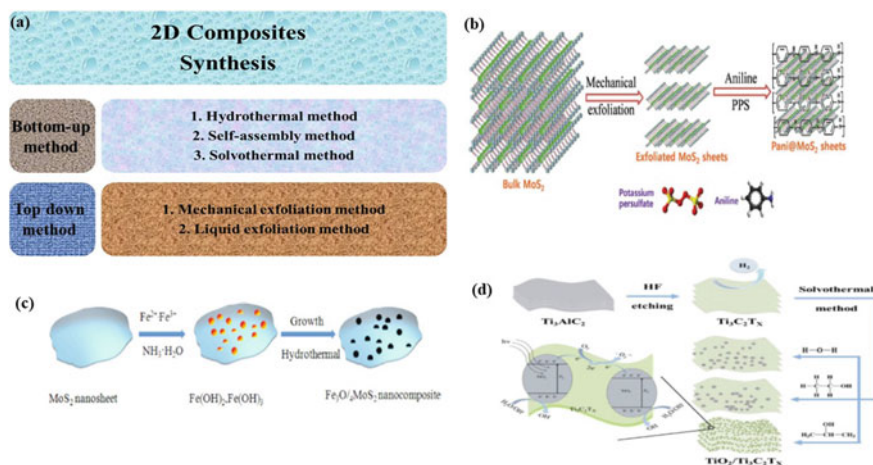 (a)
2D Composites
Synthesis
Bottom-up
method
1. Hydrothermal method
2. Self-assembly method
3. Solvothermal method
Top down
method
1. Mechanical exfoliation method
2. Liquid exfoliation method
(b)
Mechanical
exfoliation
Aniline
PPS
Bulk MoS₂
Exfoliated MoS₂ sheets
Pani@MoS₂ sheets
Potassium
persulfate
Aniline
(c)
Fe²⁺ Fe³⁺
NH₃·H₂O
Growth
Hydrothermal
MoS₂ nanosheet
Fe(OH)₂.Fe(OH)₃
Fe₃O/₄MoS₂ nanocomposite
(d)
H₂
HF
etching
Solvothermal
method
Ti₃AlC₂
Ti₃C₂Tₓ
H—O—H
TiO₂/Ti₃C₂Tₓ